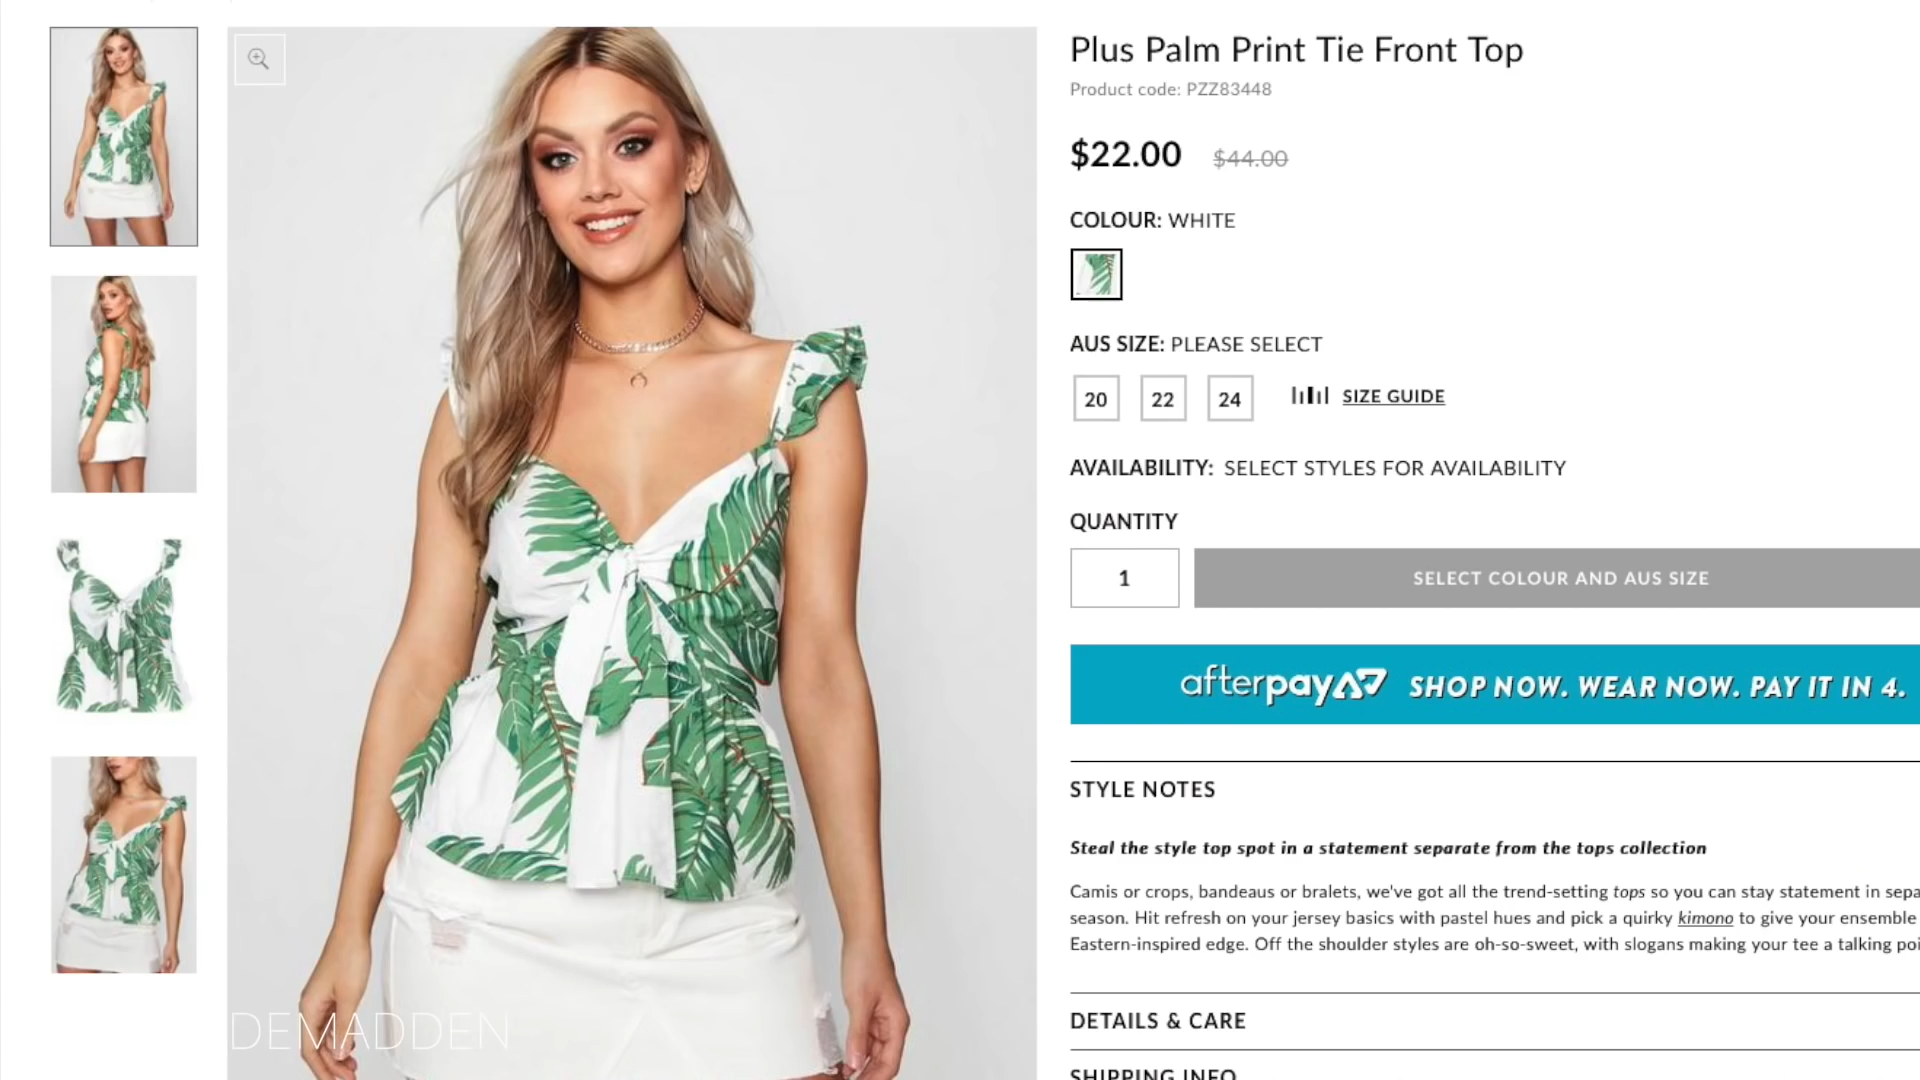 Plus Palm Print Tie Front Top
Product code: PZZ83448
$22.00 $44.00
COLOUR: WHITE
AUS SIZE: PLEASE SELECT
20 22 24 SIZE GUIDE
AVAILABILITY: SELECT STYLES FOR AVAILABILITY
QUANTITY
1 SELECT COLOUR AND AUS SIZE
afterpay SHOP NOW. WEAR NOW. PAY IT IN 4.
STYLE NOTES
Steal the style top spot in a statement separate from the tops collection
Camis or crops, bandeaus or bralets, we've got all the trend-setting tops so you can stay statement in sepa
season. Hit refresh on your jersey basics with pastel hues and pick a quirky kimono to give your ensemble
Eastern-inspired edge. Off the shoulder styles are oh-so-sweet, with slogans making your tee a talking poi
DETAILS & CARE
SHIPPING INFO
DEMADDEN